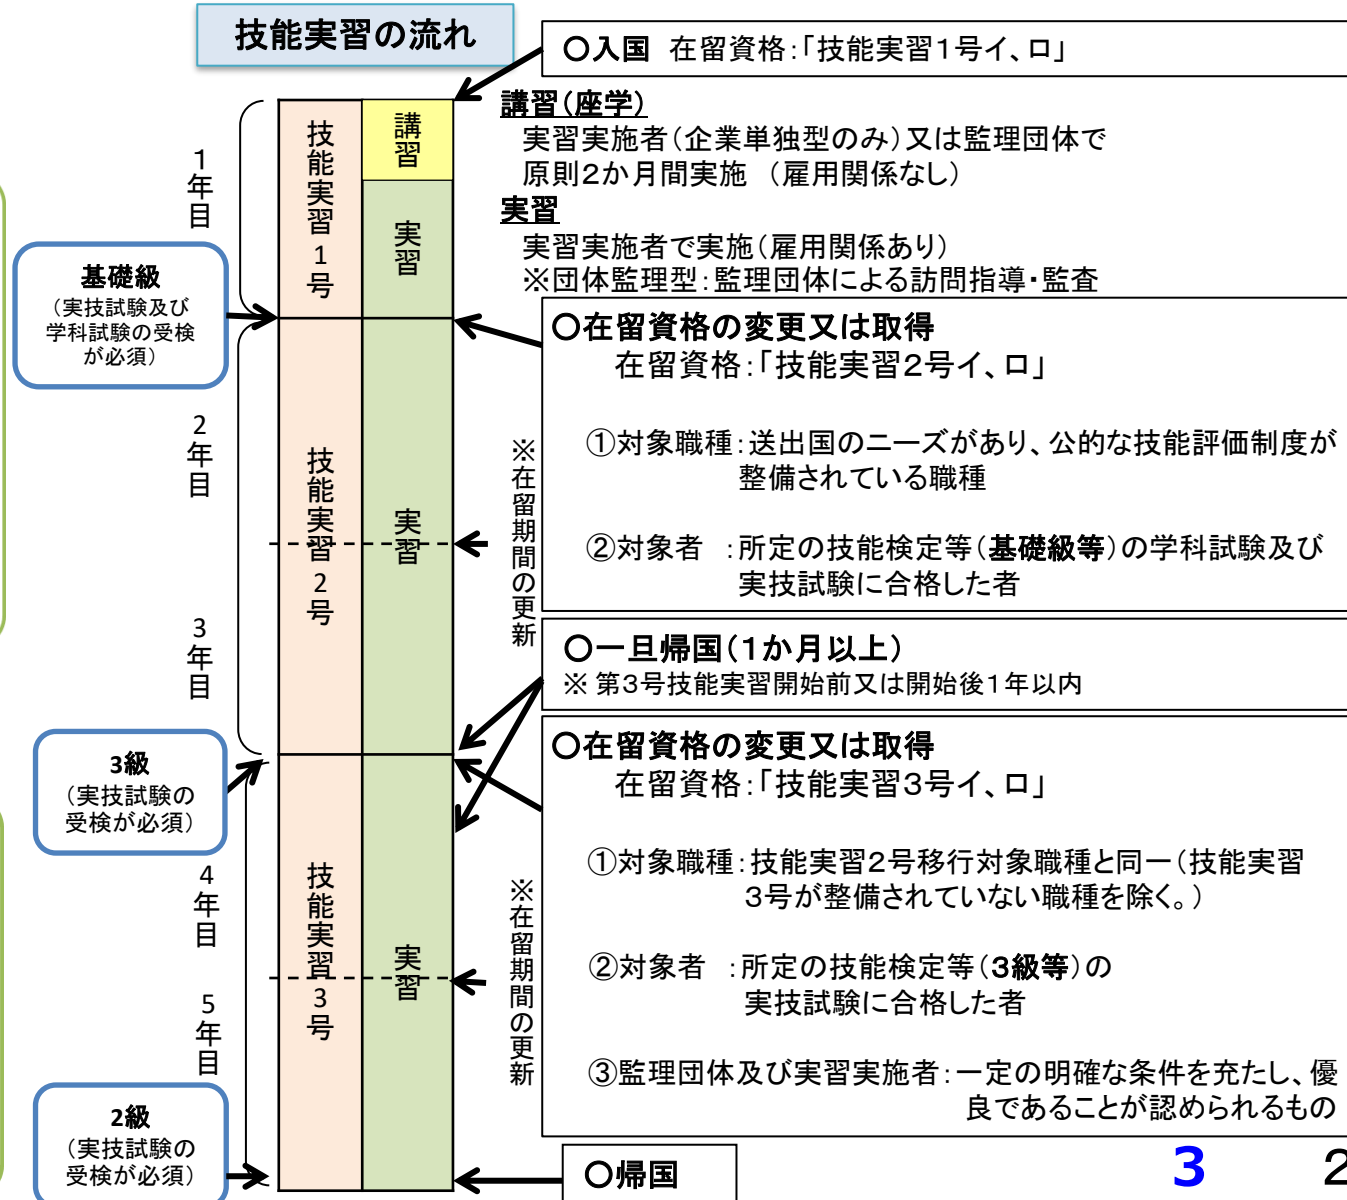 技能実習の流れ
○入国 在留資格:「技能実習1号イ、ロ」
講習(座学)
実習実施者(企業単独型のみ)又は監理団体で
原則2か月間実施 (雇用関係なし)
実習
実習実施者で実施(雇用関係あり)
※団体監理型:監理団体による訪問指導・監査
1年目
技能実習1号
講習
実習
基礎級
(実技試験及び
学科試験の受検
が必須)
○在留資格の変更又は取得
在留資格:「技能実習2号イ、ロ」
①対象職種:送出国のニーズがあり、公的な技能評価制度が
整備されている職種
②対象者 :所定の技能検定等(基礎級等)の学科試験及び
実技試験に合格した者
2年目
技能実習2号
実習
※在留期間の更新
3年目
○一旦帰国(1か月以上)
※ 第3号技能実習開始前又は開始後1年以内
3級
(実技試験の
受検が必須)
○在留資格の変更又は取得
在留資格:「技能実習3号イ、ロ」
①対象職種:技能実習2号移行対象職種と同一(技能実習
3号が整備されていない職種を除く。)
②対象者 :所定の技能検定等(3級等)の
実技試験に合格した者
③監理団体及び実習実施者:一定の明確な条件を充たし、優
良であることが認められるもの
4年目
技能実習3号
実習
※在留期間の更新
5年目
2級
(実技試験の
受検が必須)
○帰国
3
2